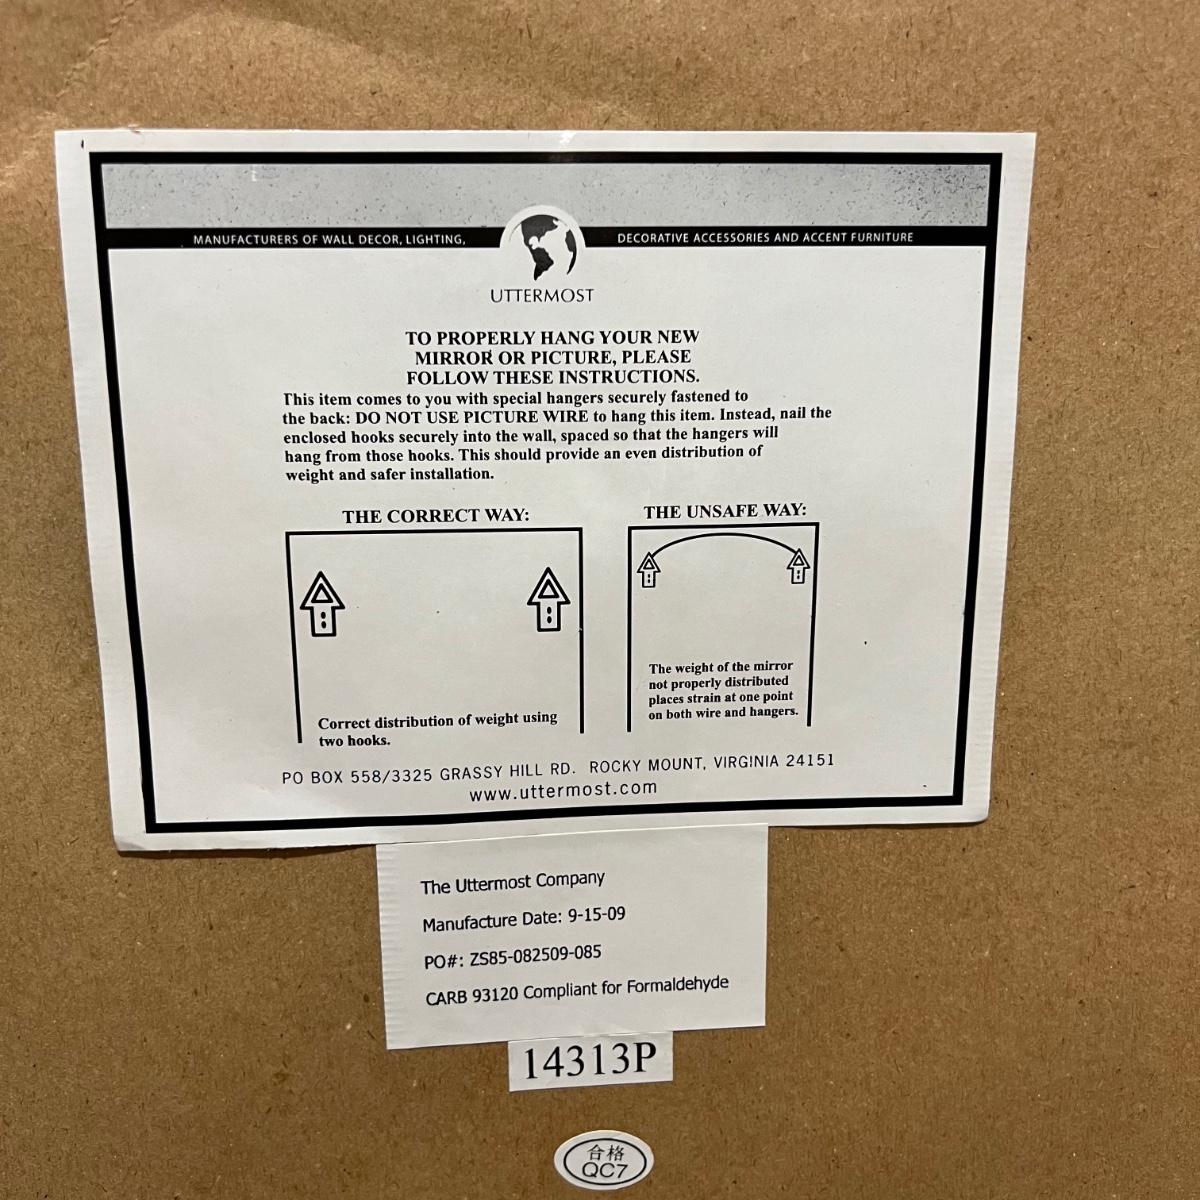 MANUFACTURERS OF WALL DECOR, LIGHTING,
DECORATIVE ACCESSORIES AND ACCENT FURNITURE
UTTERMOST
TO PROPERLY HANG YOUR NEW
MIRROR OR PICTURE, PLEASE
FOLLOW THESE INSTRUCTIONS.
This item comes to you with special hangers securely fastened to
the back: DO NOT USE PICTURE WIRE to hang this item. Instead, nail the
enclosed hooks securely into the wall, spaced so that the hangers will
hang from those hooks. This should provide an even distribution of
weight and safer installation.
THE CORRECT WAY:
Correct distribution of weight using
two hooks.
THE UNSAFE WAY:
The weight of the mirror
not properly distributed
places strain at one point
on both wire and hangers.
PO BOX 558/3325 GRASSY HILL RD. ROCKY MOUNT, VIRGINIA 24151
www.uttermost.com
The Uttermost Company
Manufacture Date: 9-15-09
PO#: ZS85-082509-085
CARB 93120 Compliant for Formaldehyde
14313P
合格
QC7